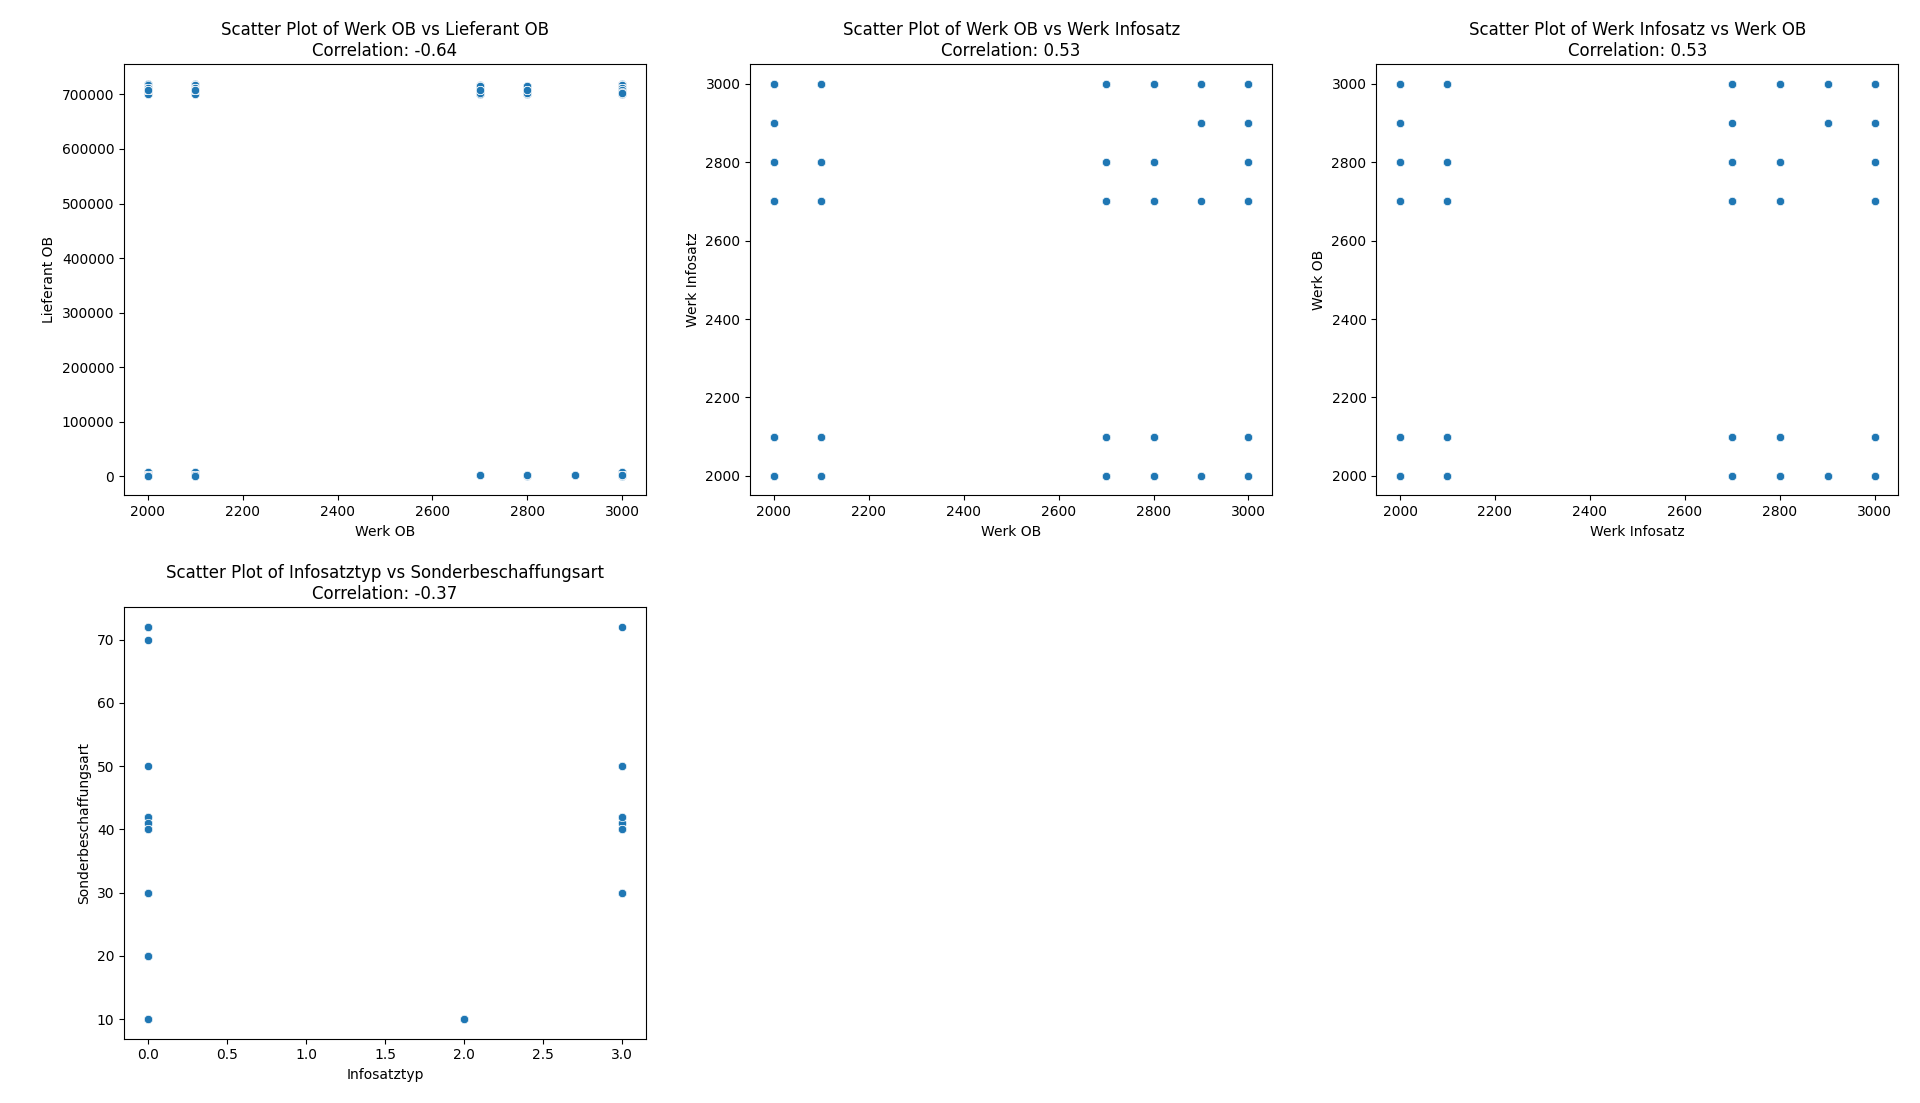 Scatter Plot of Werk OB vs Lieferant OB
Correlation: -0.64
700000
600000
500000
400000
300000
200000
100000
0
Lieferant OB
2000 2200 2400 2600 2800 3000
Werk OB
Scatter Plot of Werk OB vs Werk Infosatz
Correlation: 0.53
3000
2800
2600
2400
2200
2000
Werk Infosatz
2000 2200 2400 2600 2800 3000
Werk OB
Scatter Plot of Werk Infosatz vs Werk OB
Correlation: 0.53
3000
2800
2600
2400
2200
2000
Werk OB
2000 2200 2400 2600 2800 3000
Werk Infosatz
Scatter Plot of Infosatztyp vs Sonderbeschaffungsart
Correlation: -0.37
70
60
50
40
30
20
10
Sonderbeschaffungsart
0.0 0.5 1.0 1.5 2.0 2.5 3.0
Infosatztyp